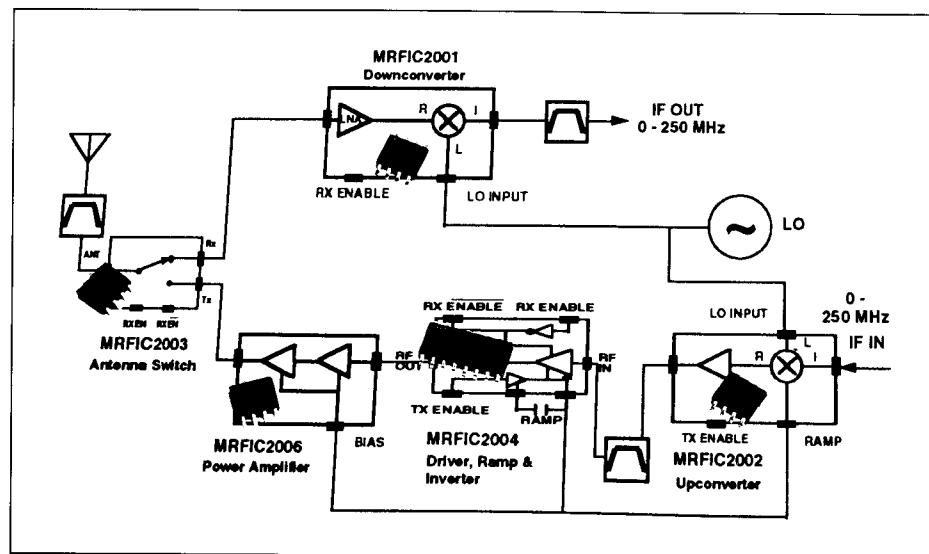 MRFIC2001
Downconverter
LNA
R
I
L
IF OUT
0 - 250 MHz
RX ENABLE
LO INPUT
LO
ANT
Rx
Tx
RXEN
RXEN
MRFIC2003
Antenna Switch
RX ENABLE
RX ENABLE
LO INPUT
0 -
250 MHz
IF IN
L
R
I
RF
OUT
RF
IN
TX ENABLE
RAMP
BIAS
MRFIC2006
Power Amplifier
MRFIC2004
Driver, Ramp &
Inverter
TX ENABLE
RAMP
MRFIC2002
Upconverter